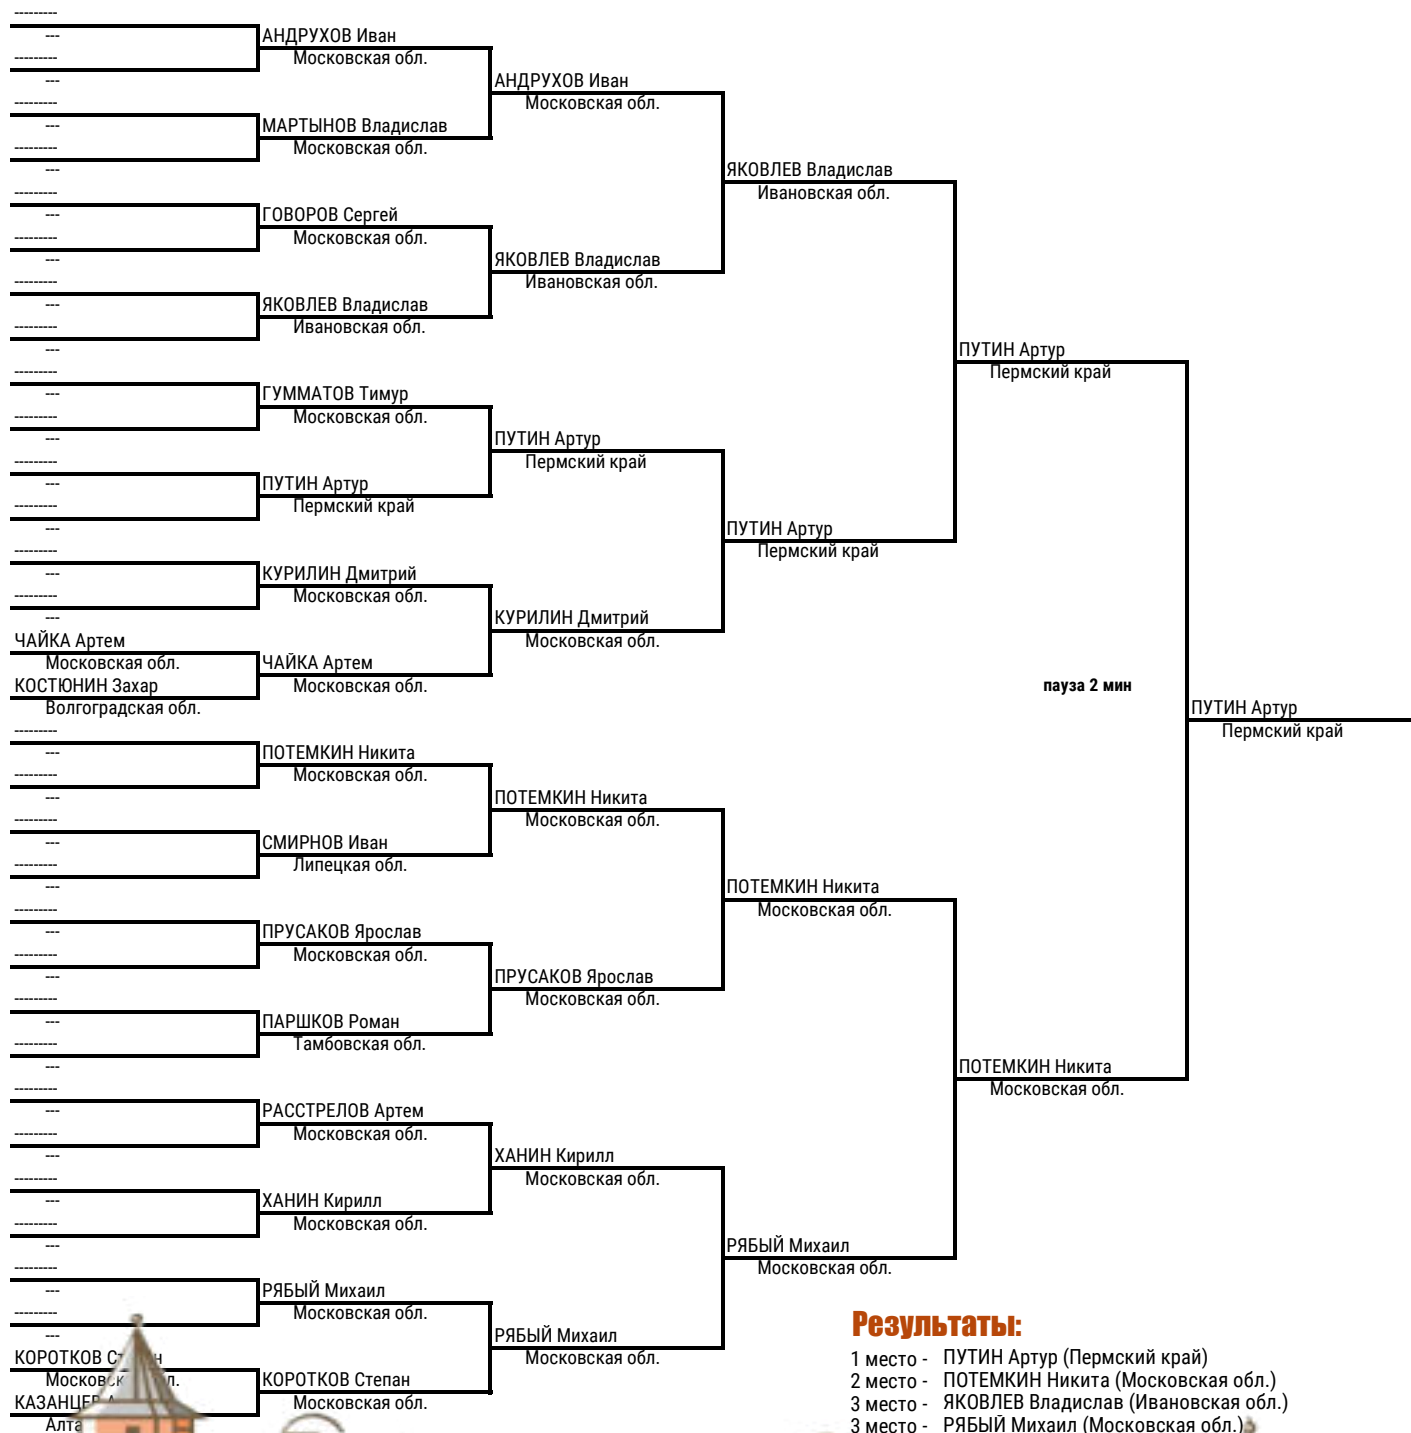 ---------
---
---------
---
---------
---
---------
---
---------
---
---------
---
---------
---
---------
---
---------
---
---------
---
---------
---
---------
---
---------
---
---------
---
ЧАЙКА Артем
Московская обл.
КОСТЮНИН Захар
Волгоградская обл.
---------
---
---------
---
---------
---
---------
---
---------
---
---------
---
---------
---
---------
---
---------
---
---------
---
---------
---
---------
---
---------
---
---------
---
КОРОТКОВ
Московск
КАЗАНЦЕВ
Алта
АНДРУХОВ Иван
Московская обл.
МАРТЫНОВ Владислав
Московская обл.
ГОВОРОВ Сергей
Московская обл.
ЯКОВЛЕВ Владислав
Ивановская обл.
ГУММАТОВ Тимур
Московская обл.
ПУТИН Артур
Пермский край
КУРИЛИН Дмитрий
Московская обл.
ЧАЙКА Артем
Московская обл.
ПОТЕМКИН Никита
Московская обл.
СМИРНОВ Иван
Липецкая обл.
ПРУСАКОВ Ярослав
Московская обл.
ПАРШКОВ Роман
Тамбовская обл.
РАССТРЕЛОВ Артем
Московская обл.
ХАНИН Кирилл
Московская обл.
РЯБЫЙ Михаил
Московская обл.
КОРОТКОВ Степан
Московская обл.
АНДРУХОВ Иван
Московская обл.
ЯКОВЛЕВ Владислав
Ивановская обл.
ПУТИН Артур
Пермский край
КУРИЛИН Дмитрий
Московская обл.
ПОТЕМКИН Никита
Московская обл.
ПРУСАКОВ Ярослав
Московская обл.
ХАНИН Кирилл
Московская обл.
РЯБЫЙ Михаил
Московская обл.
ЯКОВЛЕВ Владислав
Ивановская обл.
ПУТИН Артур
Пермский край
ПОТЕМКИН Никита
Московская обл.
РЯБЫЙ Михаил
Московская обл.
ПУТИН Артур
Пермский край
пауза 2 мин
ПОТЕМКИН Никита
Московская обл.
ПУТИН Артур
Пермский край
Результаты:
1 место - ПУТИН Артур (Пермский край)
2 место - ПОТЕМКИН Никита (Московская обл.)
3 место - ЯКОВЛЕВ Владислав (Ивановская обл.)
3 место - РЯБЫЙ Михаил (Московская обл.)